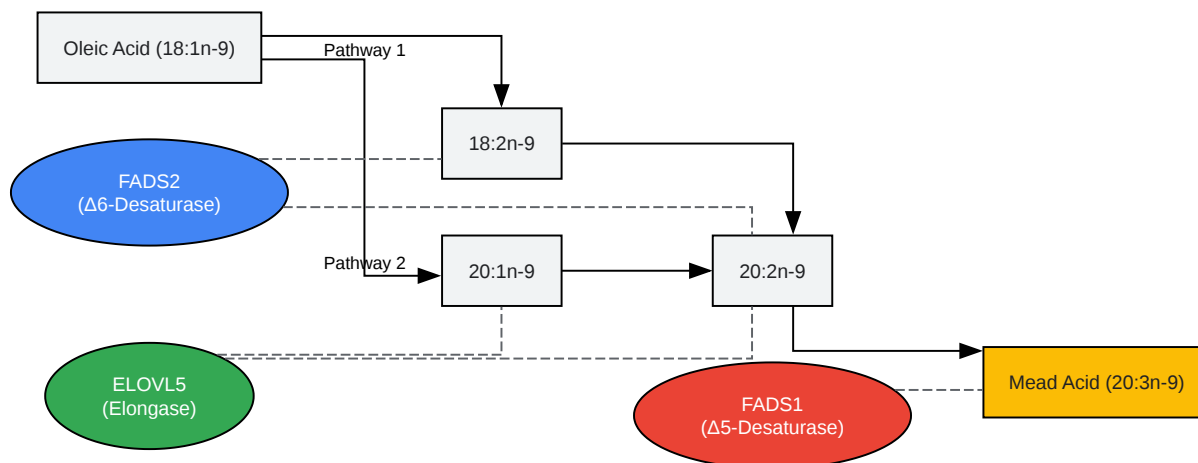 Oleic Acid (18:1n-9)
Pathway 1
18:2n-9
FADS2
(Δ6-Desaturase)
Pathway 2
20:1n-9
20:2n-9
ELOVL5
(Elongase)
FADS1
(Δ5-Desaturase)
Mead Acid (20:3n-9)